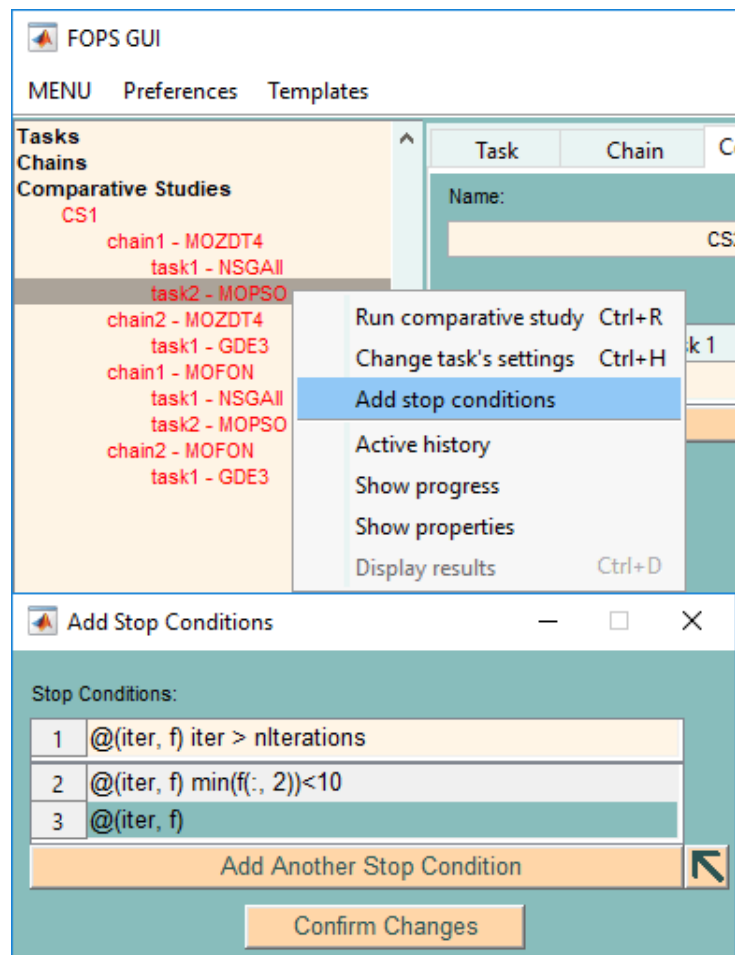 FOPS GUI
MENU Preferences Templates
Tasks
Chains
Comparative Studies
CS1
chain1 - MOZDT4
task1 - NSGAII
task2 - MOPSO
chain2 - MOZDT4
task1 - GDE3
chain1 - MOFON
task1 - NSGAII
task2 - MOPSO
chain2 - MOFON
task1 - GDE3
Task Chain
Name:
Run comparative study Ctrl+R
Change task's settings Ctrl+H
Add stop conditions
Active history
Show progress
Show properties
Display results Ctrl+D
Add Stop Conditions
Stop Conditions:
1 @(iter, f) iter > nIterations
2 @(iter, f) min(f(:, 2))<10
3 @(iter, f)
Add Another Stop Condition
Confirm Changes